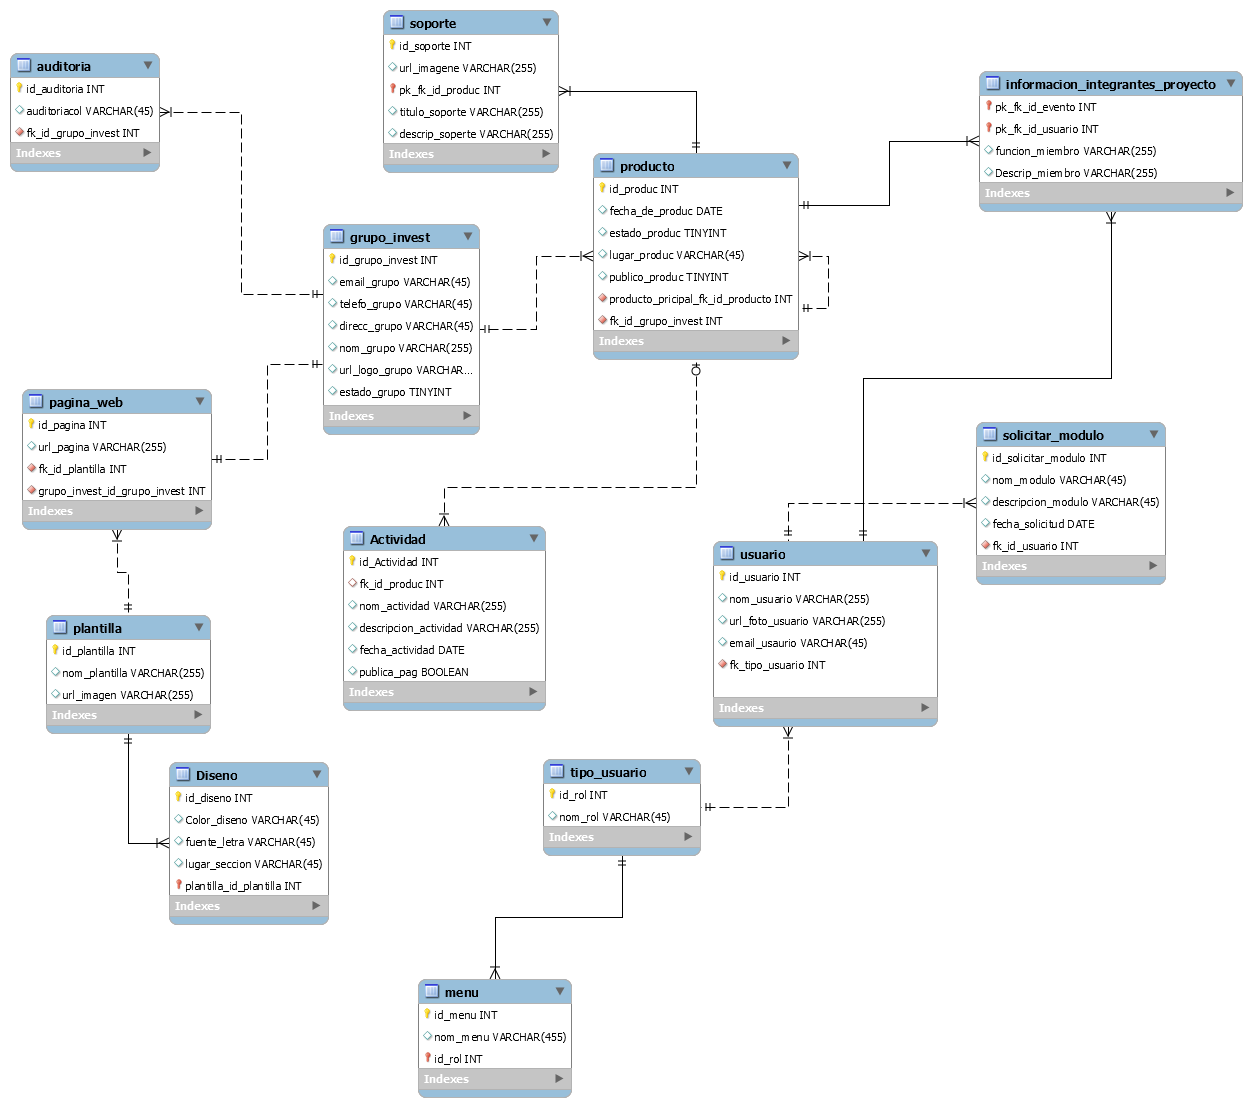 soporte
id_soporte INT
url_imagene VARCHAR(255)
pk_fk_id_produc INT
titulo_soporte VARCHAR(255)
descrip_soperte VARCHAR(255)
Indexes
auditoria
id_auditoria INT
auditoriacol VARCHAR(45)
fk_id_grupo_invest INT
Indexes
informacion_integrantes_proyecto
pk_fk_id_evento INT
pk_fk_id_usuario INT
funcion_miembro VARCHAR(255)
Descrip_miembro VARCHAR(255)
Indexes
producto
id_produc INT
fecha_de_produc DATE
estado_produc TINYINT
lugar_produc VARCHAR(45)
publico_produc TINYINT
producto_pricipal_fk_id_producto INT
fk_id_grupo_invest INT
Indexes
grupo_invest
id_grupo_invest INT
email_grupo VARCHAR(45)
telefo_grupo VARCHAR(45)
direcc_grupo VARCHAR(45)
nom_grupo VARCHAR(255)
url_logo_grupo VARCHAR...
estado_grupo TINYINT
Indexes
pagina_web
id_pagina INT
url_pagina VARCHAR(255)
fk_id_plantilla INT
grupo_invest_id_grupo_invest INT
Indexes
solicitar_modulo
id_solicitar_modulo INT
nom_modulo VARCHAR(45)
descripcion_modulo VARCHAR(45)
fecha_solicitud DATE
fk_id_usuario INT
Indexes
Actividad
id_Actividad INT
fk_id_produc INT
nom_actividad VARCHAR(255)
descripcion_actividad VARCHAR(255)
fecha_actividad DATE
publica_pag BOOLEAN
Indexes
usuario
id_usuario INT
nom_usuario VARCHAR(255)
url_foto_usuario VARCHAR(255)
email_usaurio VARCHAR(45)
fk_tipo_usuario INT
Indexes
plantilla
id_plantilla INT
nom_plantilla VARCHAR(255)
url_imagen VARCHAR(255)
Indexes
Diseno
id_diseno INT
Color_diseno VARCHAR(45)
fuente_letra VARCHAR(45)
lugar_seccion VARCHAR(45)
plantilla_id_plantilla INT
Indexes
tipo_usuario
id_rol INT
nom_rol VARCHAR(45)
Indexes
menu
id_menu INT
nom_menu VARCHAR(455)
id_rol INT
Indexes